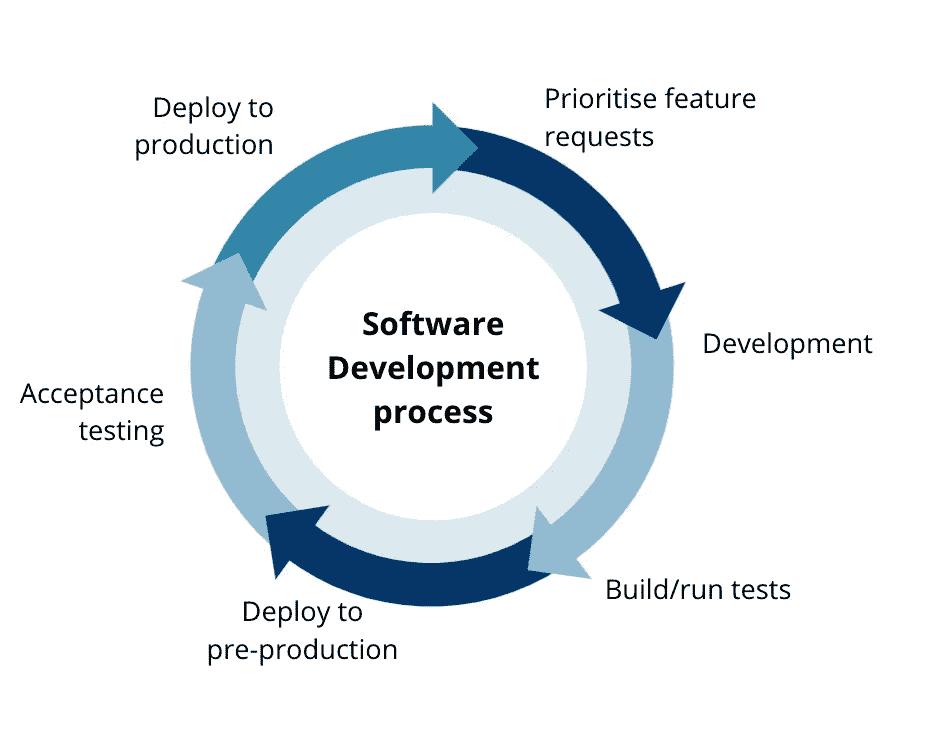 Software
Development
process
Prioritise feature
requests
Development
Build/run tests
Deploy to
pre-production
Acceptance
testing
Deploy to
production